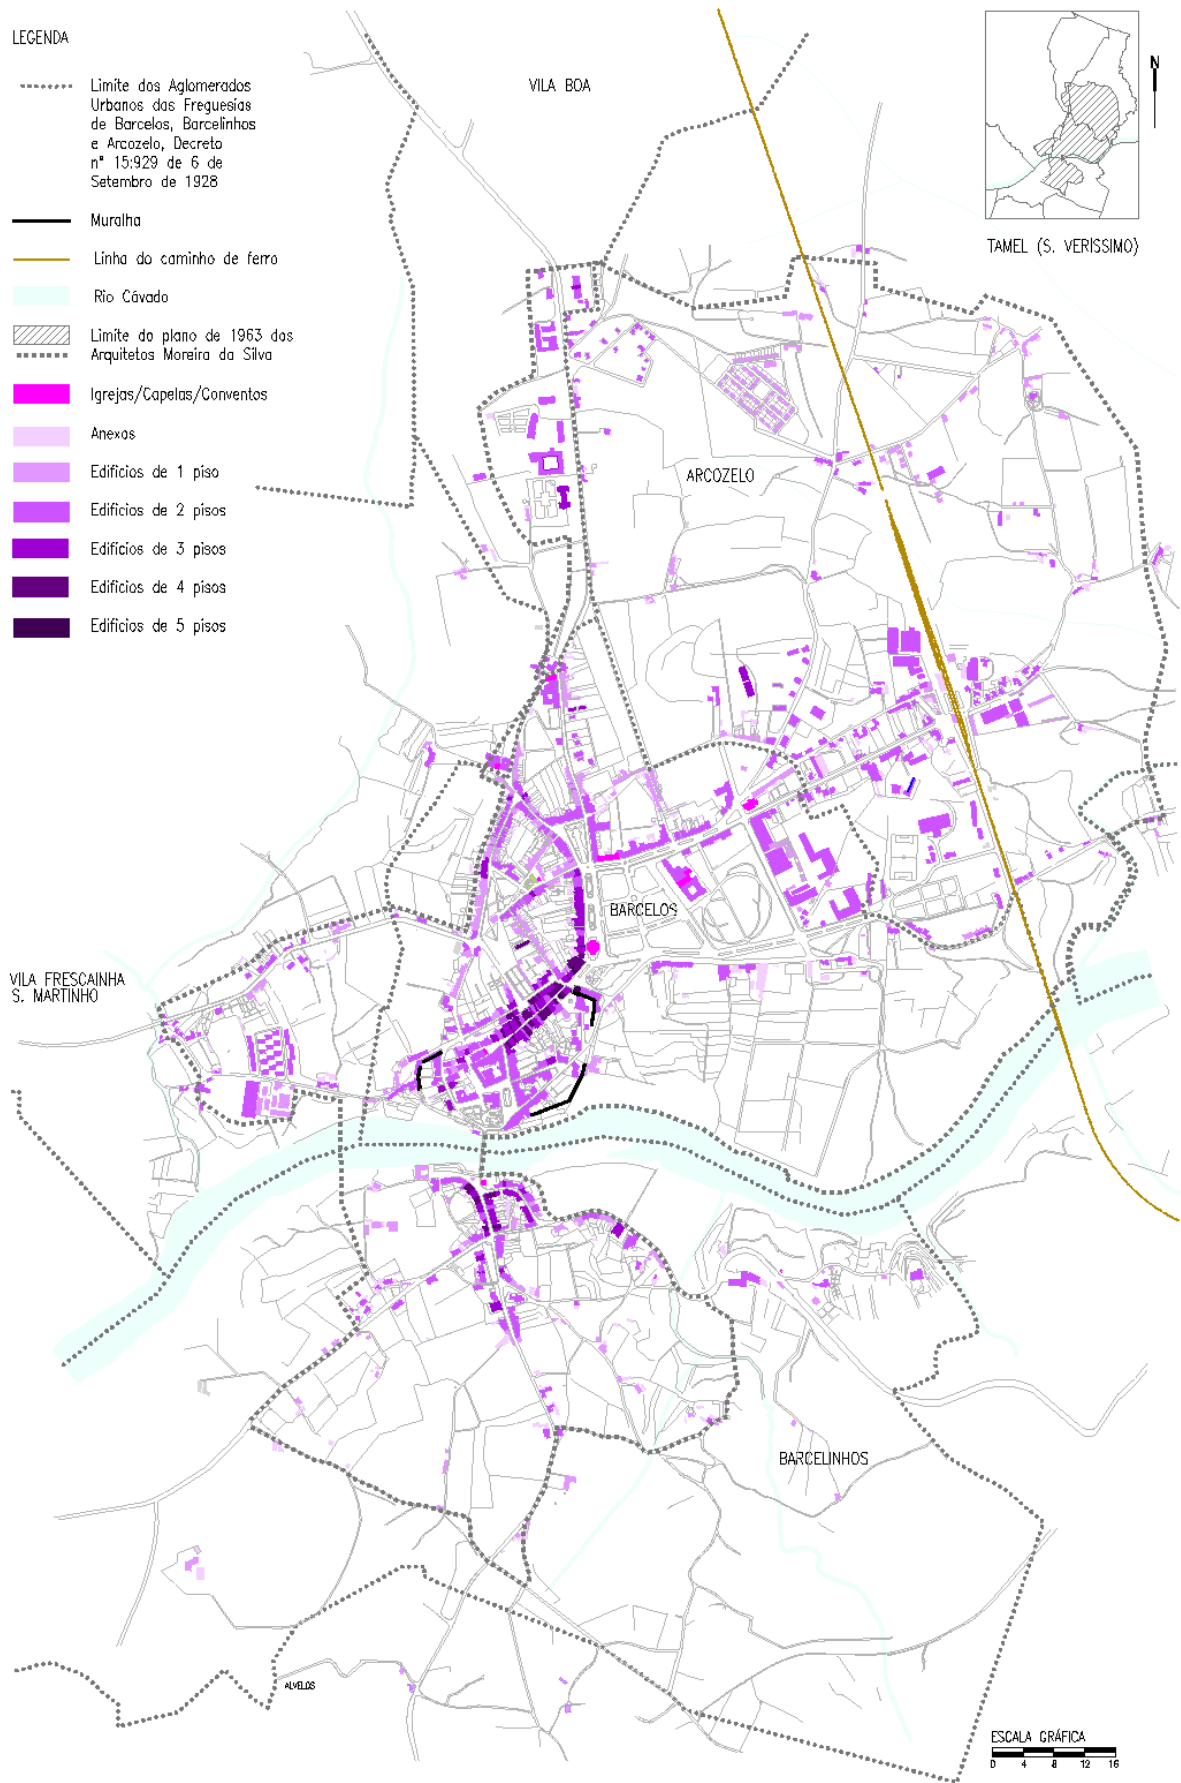 LEGENDA
Limite dos Aglomerados
Urbanos das Freguesias
de Barcelos, Barcelinhos
e Arcozelo, Decreto
nº 15:929 de 6 de
Setembro de 1928
Muralha
Linha do caminho de ferro
Rio Cávado
Limite do plano de 1963 dos
Arquitetos Moreira da Silva
Igrejas/Capelas/Conventos
Anexos
Edifícios de 1 piso
Edifícios de 2 pisos
Edifícios de 3 pisos
Edifícios de 4 pisos
Edifícios de 5 pisos
VILA BOA
N
TAMEL (S. VERÍSSIMO)
ARCOZELO
BARCELOS
VILA FRESCAINHA
S. MARTINHO
BARCELINHOS
ALVELOS
ESCALA GRÁFICA
0 4 8 12 16